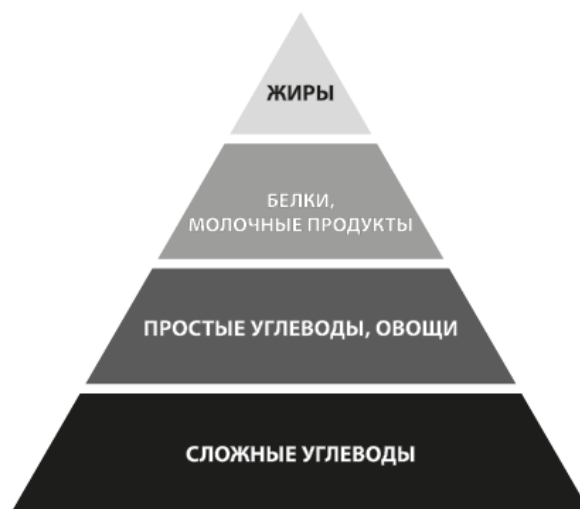 ЖИРЫ
БЕЛКИ,
МОЛОЧНЫЕ ПРОДУКТЫ
ПРОСТЫЕ УГЛЕВОДЫ, ОВОЩИ
СЛОЖНЫЕ УГЛЕВОДЫ